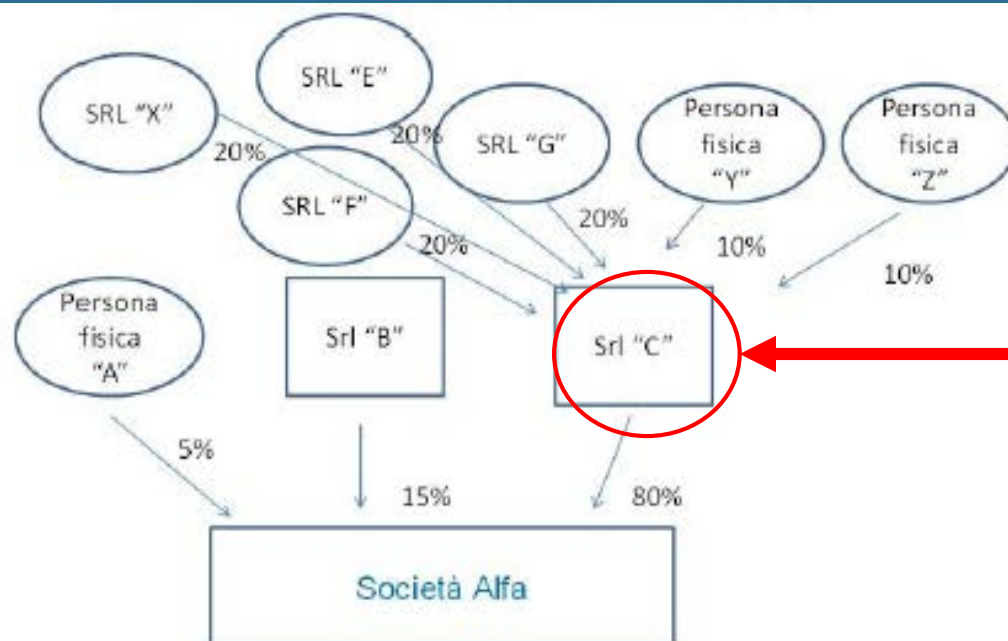 SRL “E”
SRL “X”
20%
20%
SRL “G”
Persona
fisica
“Y”
Persona
fisica
“Z”
SRL “F”
20%
20%
10%
10%
Persona
fisica
“A”
Srl “B”
Srl “C”
5%
15%
80%
Società Alfa